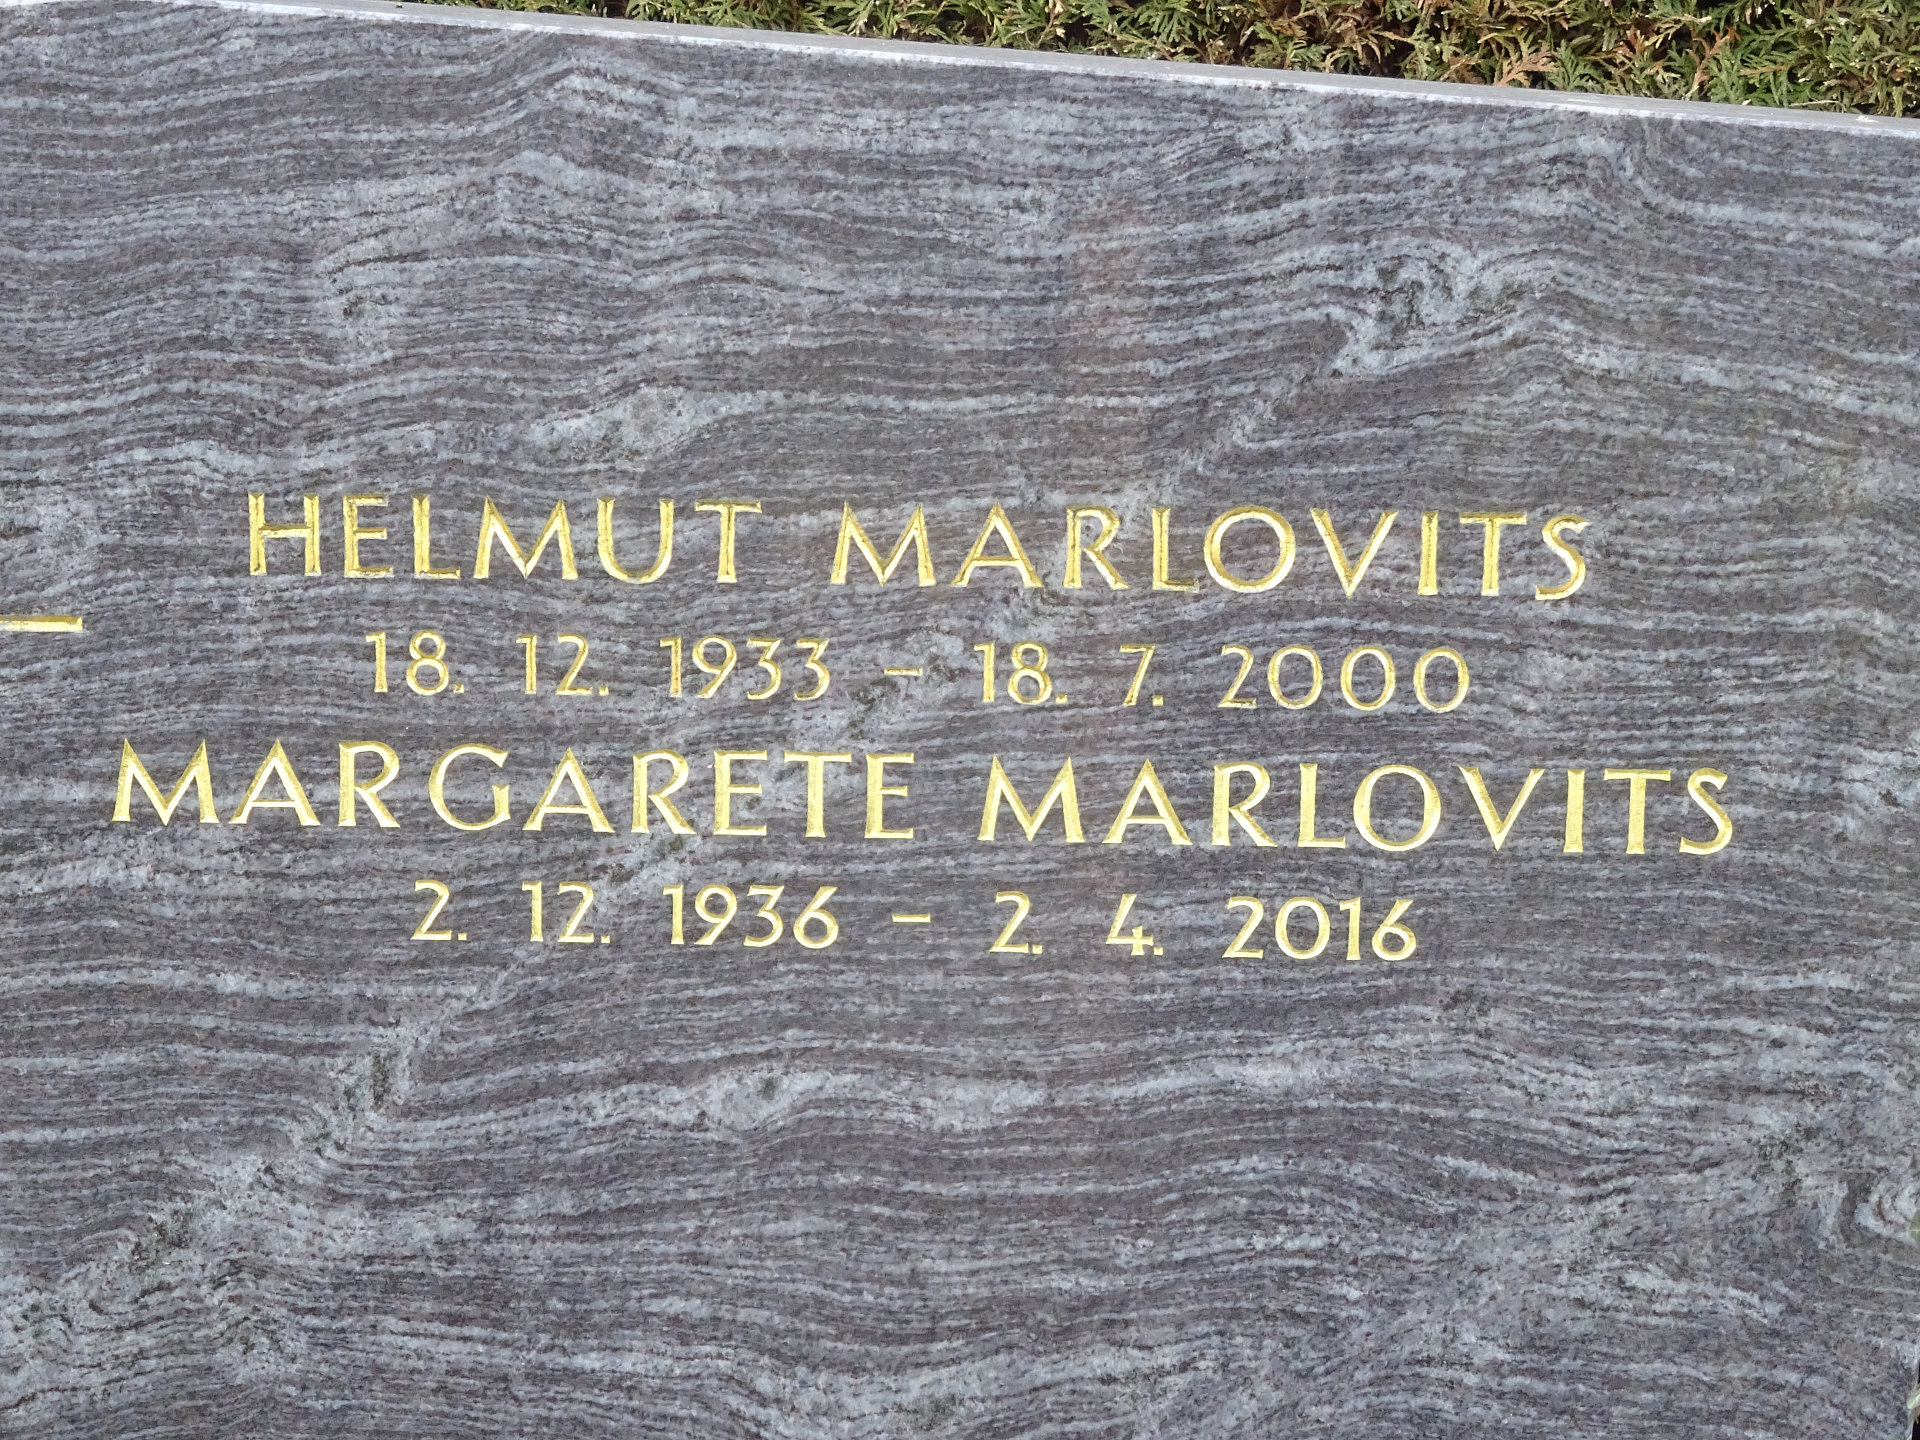 HELMUT MARLOVITS
18. 12. 1933 – 18. 7. 2000
MARGARETE MARLOVITS
2. 12. 1936 – 2. 4. 2016